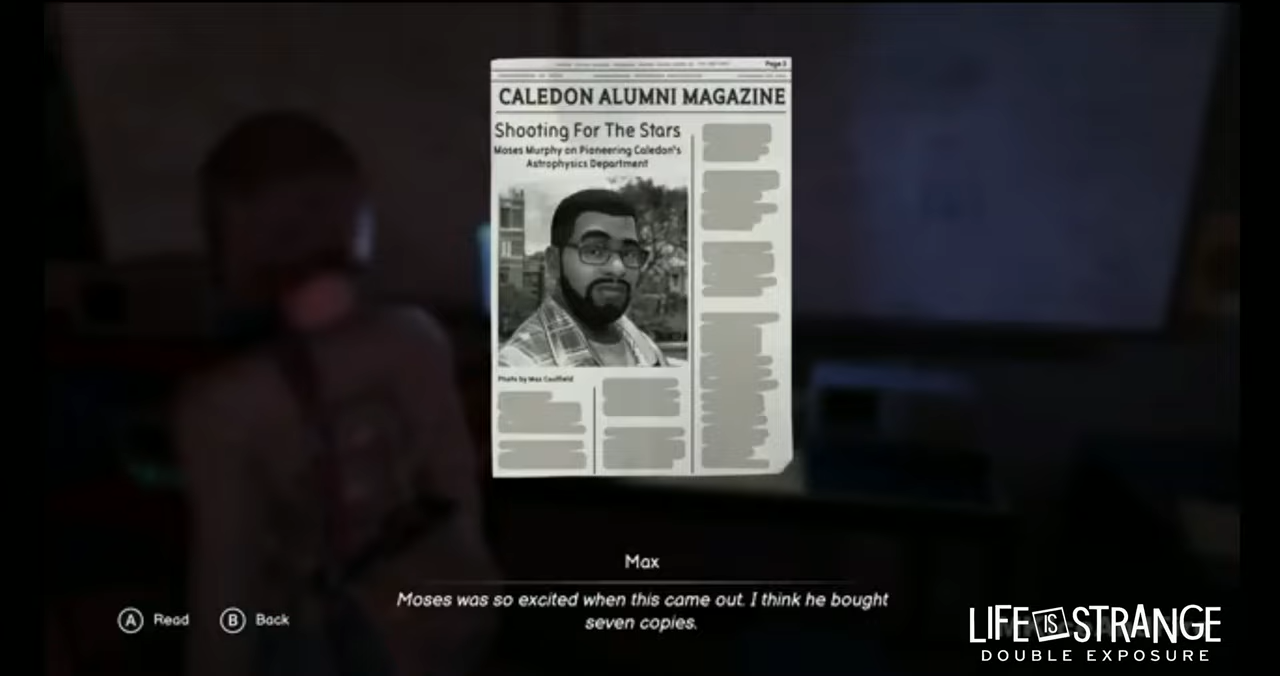 Page 3
CALEDON ALUMNI MAGAZINE
Shooting For The Stars
Moses Murphy on Pioneering Caledon's
Astrophysics Department
Photo by Max Caulfield
Max
Moses was so excited when this came out. I think he bought
seven copies.
A Read B Back
LIFE IS STRANGE
DOUBLE EXPOSURE